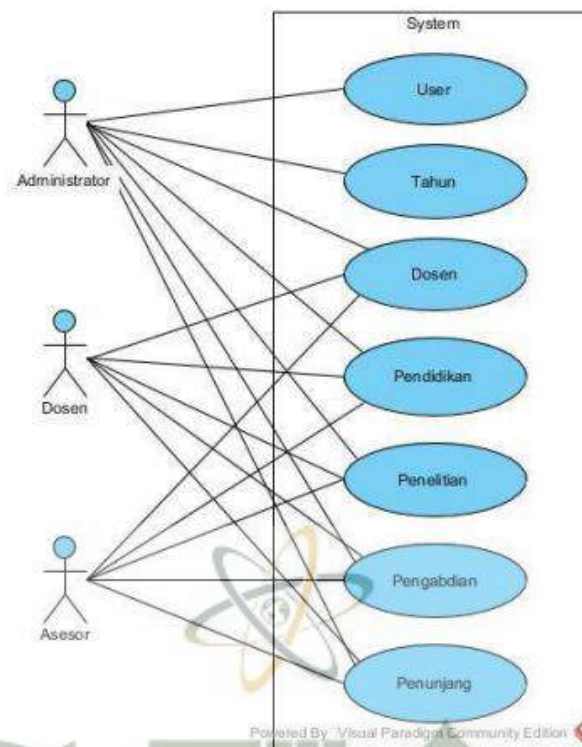 System
User
Administrator
Tahun
Dosen
Dosen
Pendidikan
Penelitian
Asesor
Pengabdian
Penunjang
Powered By Visual Paradigm Community Edition